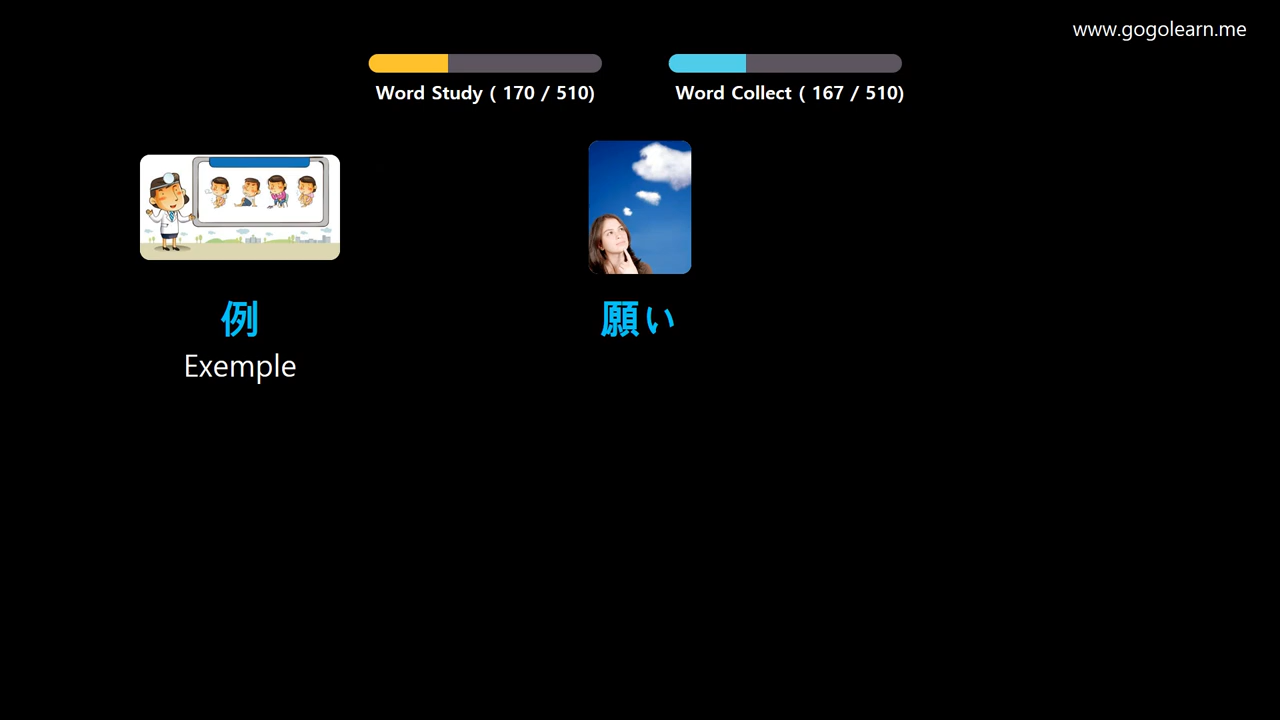 www.gogolearn.me
Word Study ( 170 / 510)
Word Collect ( 167 / 510)
例
Exemple
願い